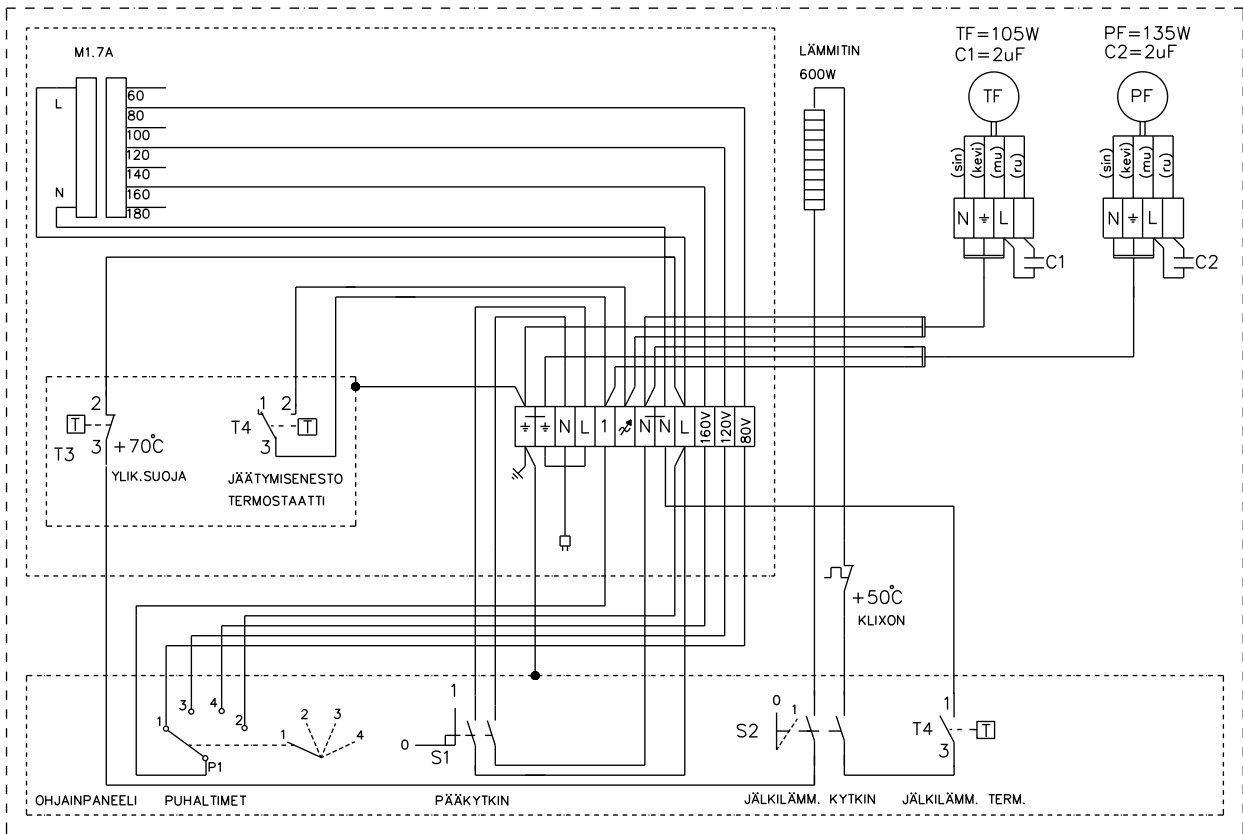 M1.7A
L
N
60
80
100
120
140
160
180
LÄMMITIN
600W
TF=105W
C1=2uF
PF=135W
C2=2uF
TF
PF
(sin)
(kevi)
(mu)
(ru)
(sin)
(kevi)
(mu)
(ru)
N L
N L
C1
C2
2
T
3
T3
+70°C
YLIK.SUOJA
1 2
T4
T
3
JÄÄTYMISENESTO
TERMOSTAATTI
N L 1 N N L 160V 120V 80V
+50°C
KLIXON
1
3
4
2
P1
1
2
3
4
1
0
S1
0
1
S2
1
T4
T
3
OHJAINPANEELI PUHALTIMET PÄÄKYTKIN JÄLKILÄMM. KYTKIN JÄLKILÄMM. TERM.